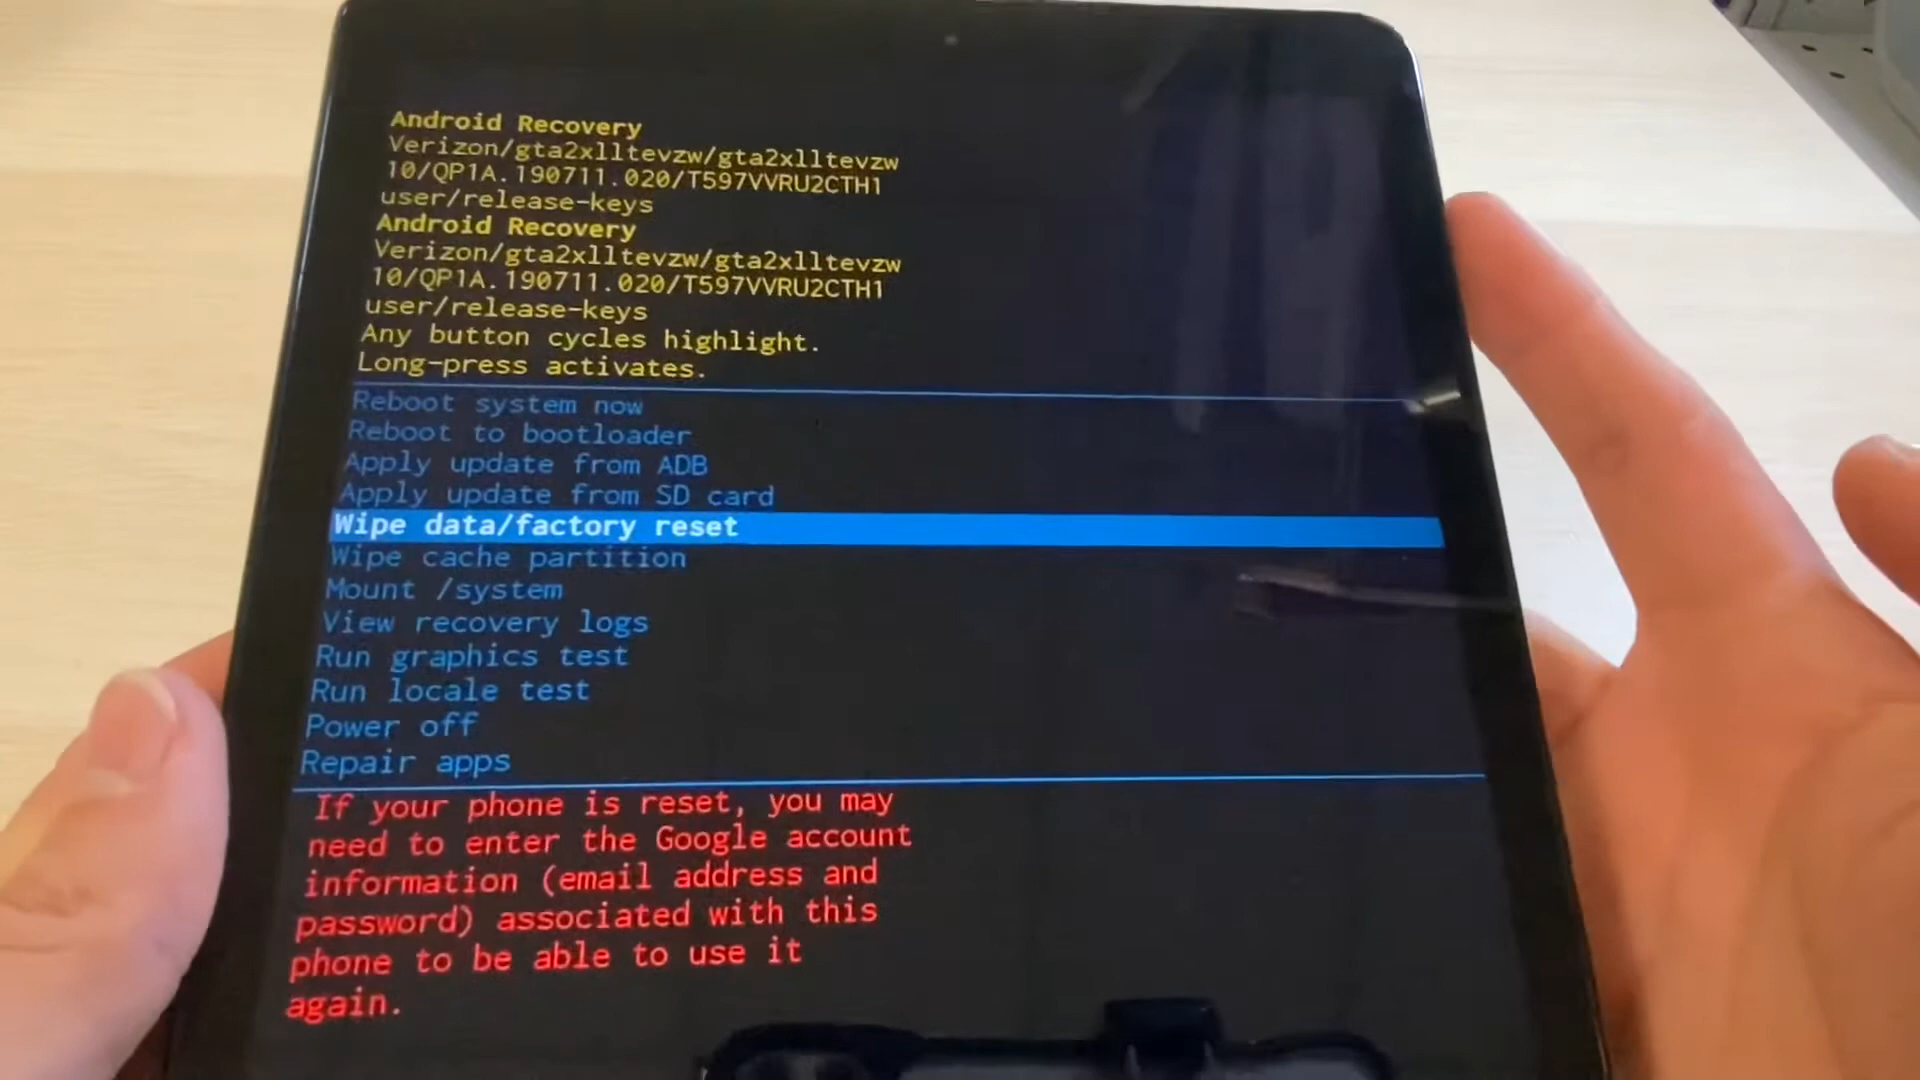 Android Recovery
Verizon/gta2xlltevzw/gta2xlltevzw
10/QP1A.190711.020/T597VVRU2CTH1
user/release-keys
Android Recovery
Verizon/gta2xlltevzw/gta2xlltevzw
10/QP1A.190711.020/T597VVRU2CTH1
user/release-keys
Any button cycles highlight.
Long-press activates.
Reboot system now
Reboot to bootloader
Apply update from ADB
Apply update from SD card
Wipe data/factory reset
Wipe cache partition
Mount /system
View recovery logs
Run graphics test
Run locale test
Power off
Repair apps
If your phone is reset, you may
need to enter the Google account
information (email address and
password) associated with this
phone to be able to use it
again.